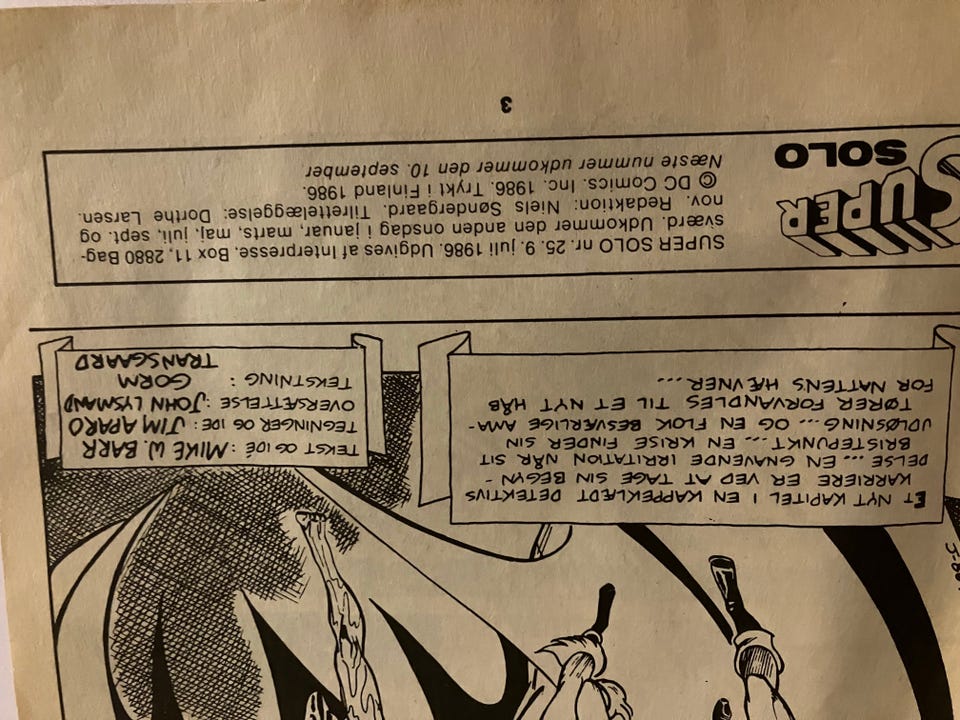 ET NYT KAPITEL I EN KAPPEKLÆDT DETEKTIVS
KARRIERE ER VED AT TAGE SIN BEGYN-
DELSE ... EN GNAVENDE IRRITATION NÅR SIT
BRISTEPUNKT ... EN KRISE FINDER SIN
UDLØSNING ... OG EN FLOK BESVÆRLIGE AMA-
TØRER FORVANDLES TIL ET NYT HÅB
FOR NATTENS HÆVNER...
TEKST OG IDÉ: MIKE W. BARR
TEGNINGER OG IDÉ: JIM APARO
OVERSÆTTELSE: JOHN LYSMAND
TEKSTNING: GORM
TRANSGAARD
SUPER
SOLO
SUPER SOLO nr. 25. 9. juli 1986. Udgives af Interpresse, Box 11, 2880 Bag-
sværd. Udkommer den anden onsdag i januar, marts, maj, juli, sept. og
nov. Redaktion: Niels Søndergaard. Tilrettelæggelse: Dorthe Larsen.
© DC Comics. Inc. 1986. Trykt i Finland 1986.
Næste nummer udkommer den 10. september.
3